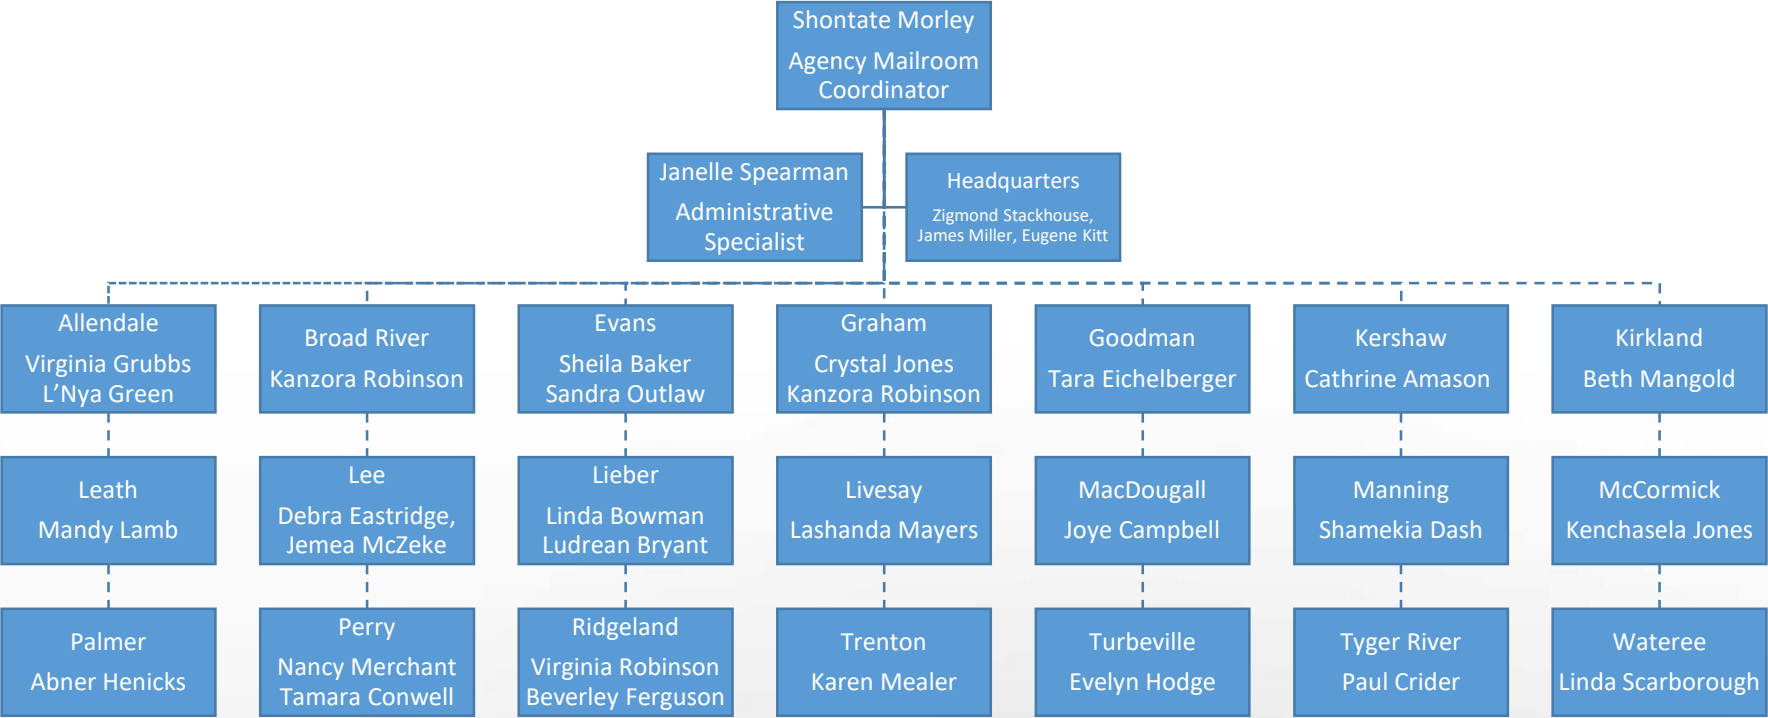 Shontate Morley
Agency Mailroom
Coordinator
Janelle Spearman
Administrative
Specialist
Headquarters
Zigmond Stackhouse,
James Miller, Eugene Kitt
Allendale
Virginia Grubbs
L’Nya Green
Broad River
Kanzora Robinson
Evans
Sheila Baker
Sandra Outlaw
Graham
Crystal Jones
Kanzora Robinson
Goodman
Tara Eichelberger
Kershaw
Cathrine Amason
Kirkland
Beth Mangold
Leath
Mandy Lamb
Lee
Debra Eastridge,
Jemea McZeke
Lieber
Linda Bowman
Ludrean Bryant
Livesay
Lashanda Mayers
MacDougall
Joye Campbell
Manning
Shamekia Dash
McCormick
Kenchasela Jones
Palmer
Abner Henicks
Perry
Nancy Merchant
Tamara Conwell
Ridgeland
Virginia Robinson
Beverley Ferguson
Trenton
Karen Mealer
Turbeville
Evelyn Hodge
Tyger River
Paul Crider
Wateree
Linda Scarborough